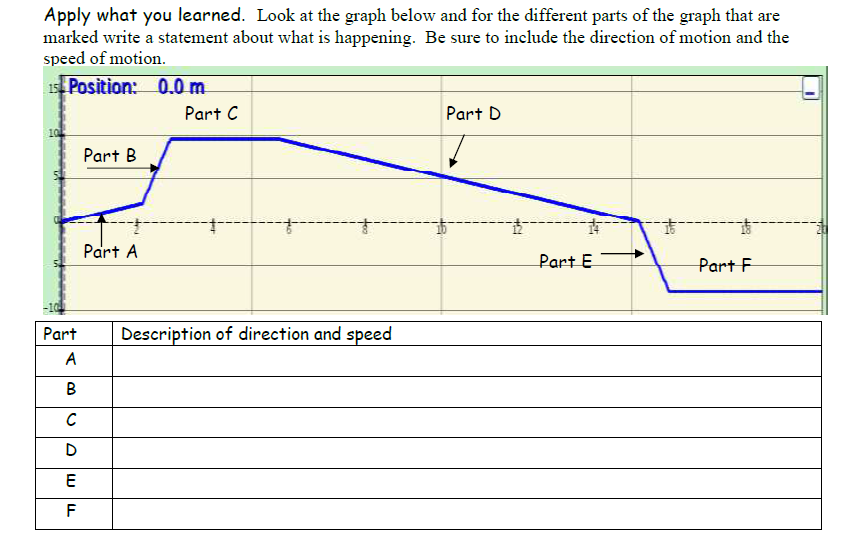 Apply what you learned. Look at the graph below and for the different parts of the graph that are
marked write a statement about what is happening. Be sure to include the direction of motion and the
speed of motion.
15 Position: 0.0 m
Part C Part D
10
Part B
5
0 2 4 6 8 10 12 14 16 18 20
Part A
Part E Part F
5
-10
Part Description of direction and speed
A
B
C
D
E
F